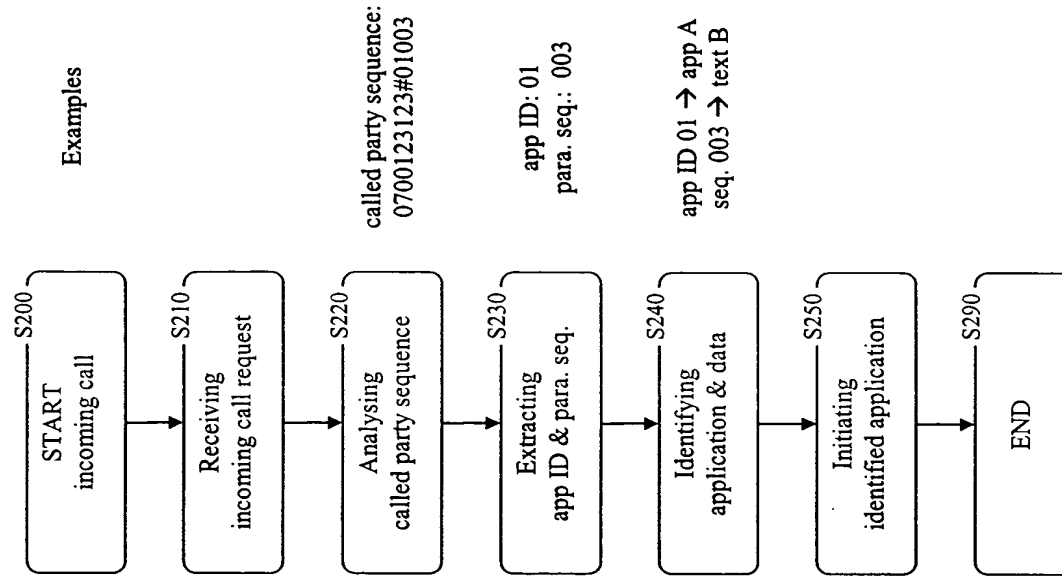 Examples
S200
START
incoming call
S210
Receiving
incoming call request
S220
Analysing
called party sequence
called party sequence:
0700123123#01003
S230
Extracting
app ID & para. seq.
app ID: 01
para. seq.: 003
S240
Identifying
application & data
app ID 01 → app A
seq. 003 → text B
S250
Initiating
identified application
S290
END